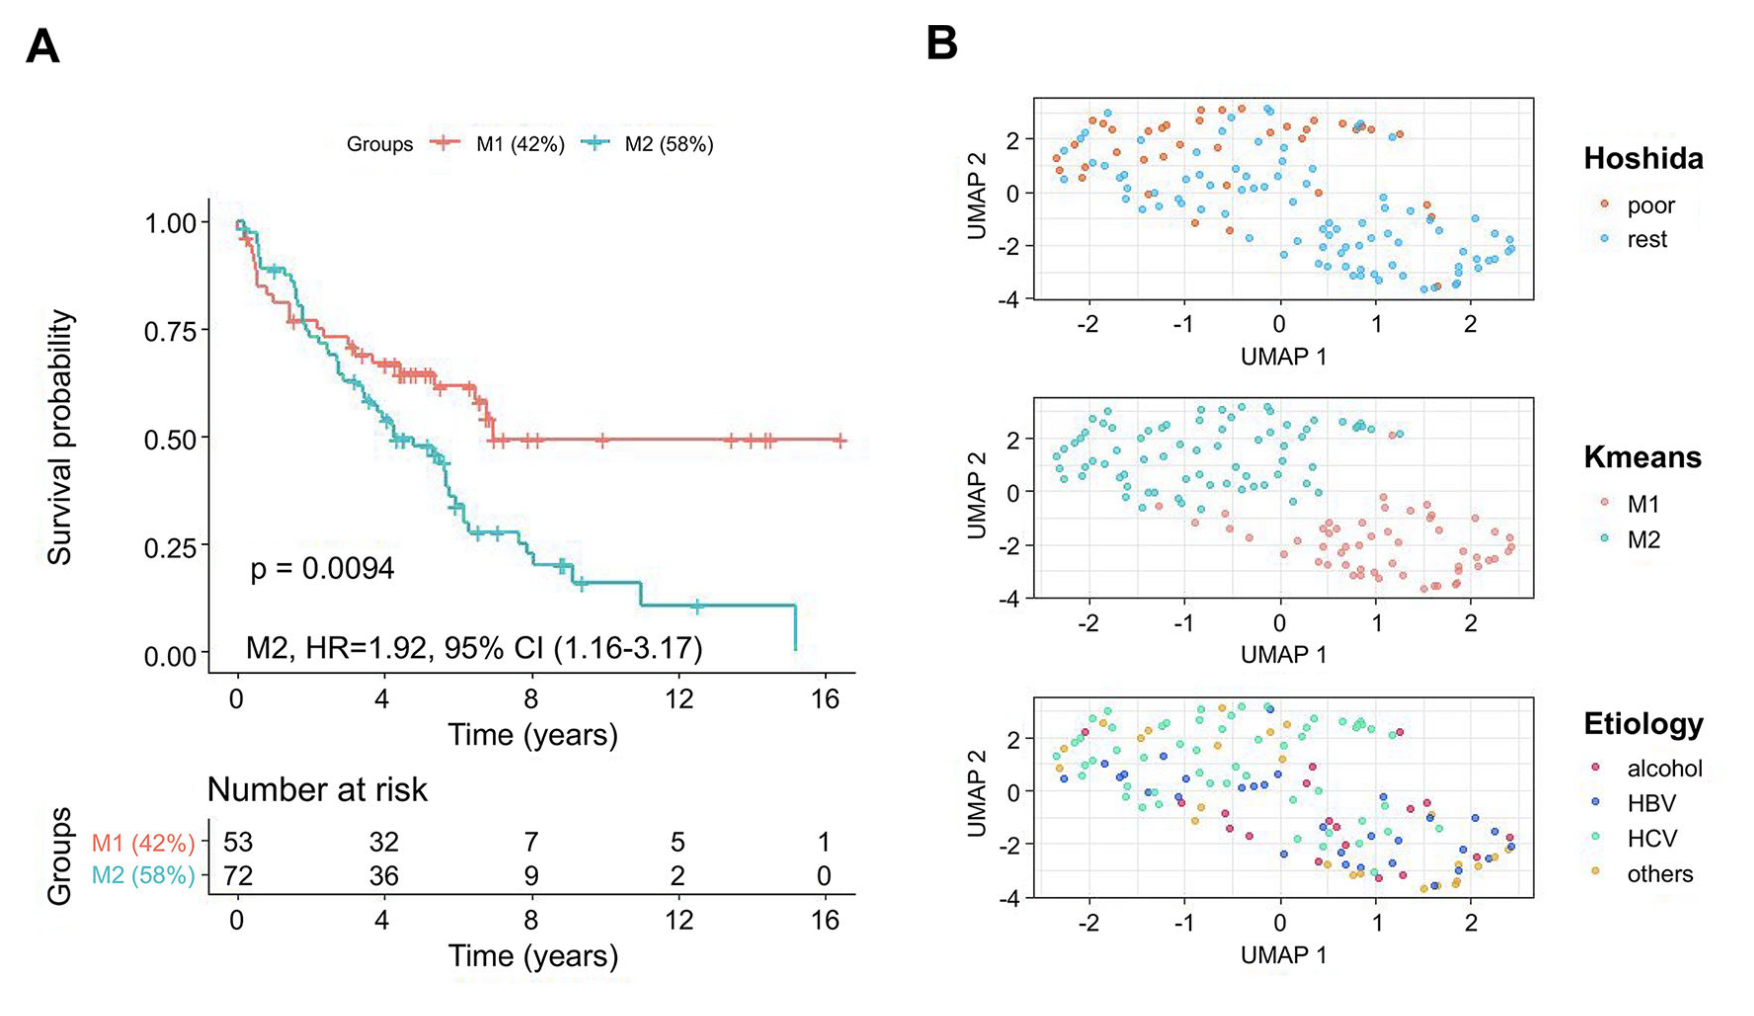 A
Groups M1 (42%) M2 (58%)
1.00
0.75
0.50
0.25
0.00
Survival probability
p = 0.0094
M2, HR=1.92, 95% CI (1.16-3.17)
0 4 8 12 16
Time (years)
Number at risk
Groups
M1 (42%) 53 32 7 5 1
M2 (58%) 72 36 9 2 0
0 4 8 12 16
Time (years)
B
UMAP 2
2
0
-2
-4
-2 -1 0 1 2
UMAP 1
Hoshida
poor
rest
UMAP 2
2
0
-2
-4
-2 -1 0 1 2
UMAP 1
Kmeans
M1
M2
UMAP 2
2
0
-2
-4
-2 -1 0 1 2
UMAP 1
Etiology
alcohol
HBV
HCV
others